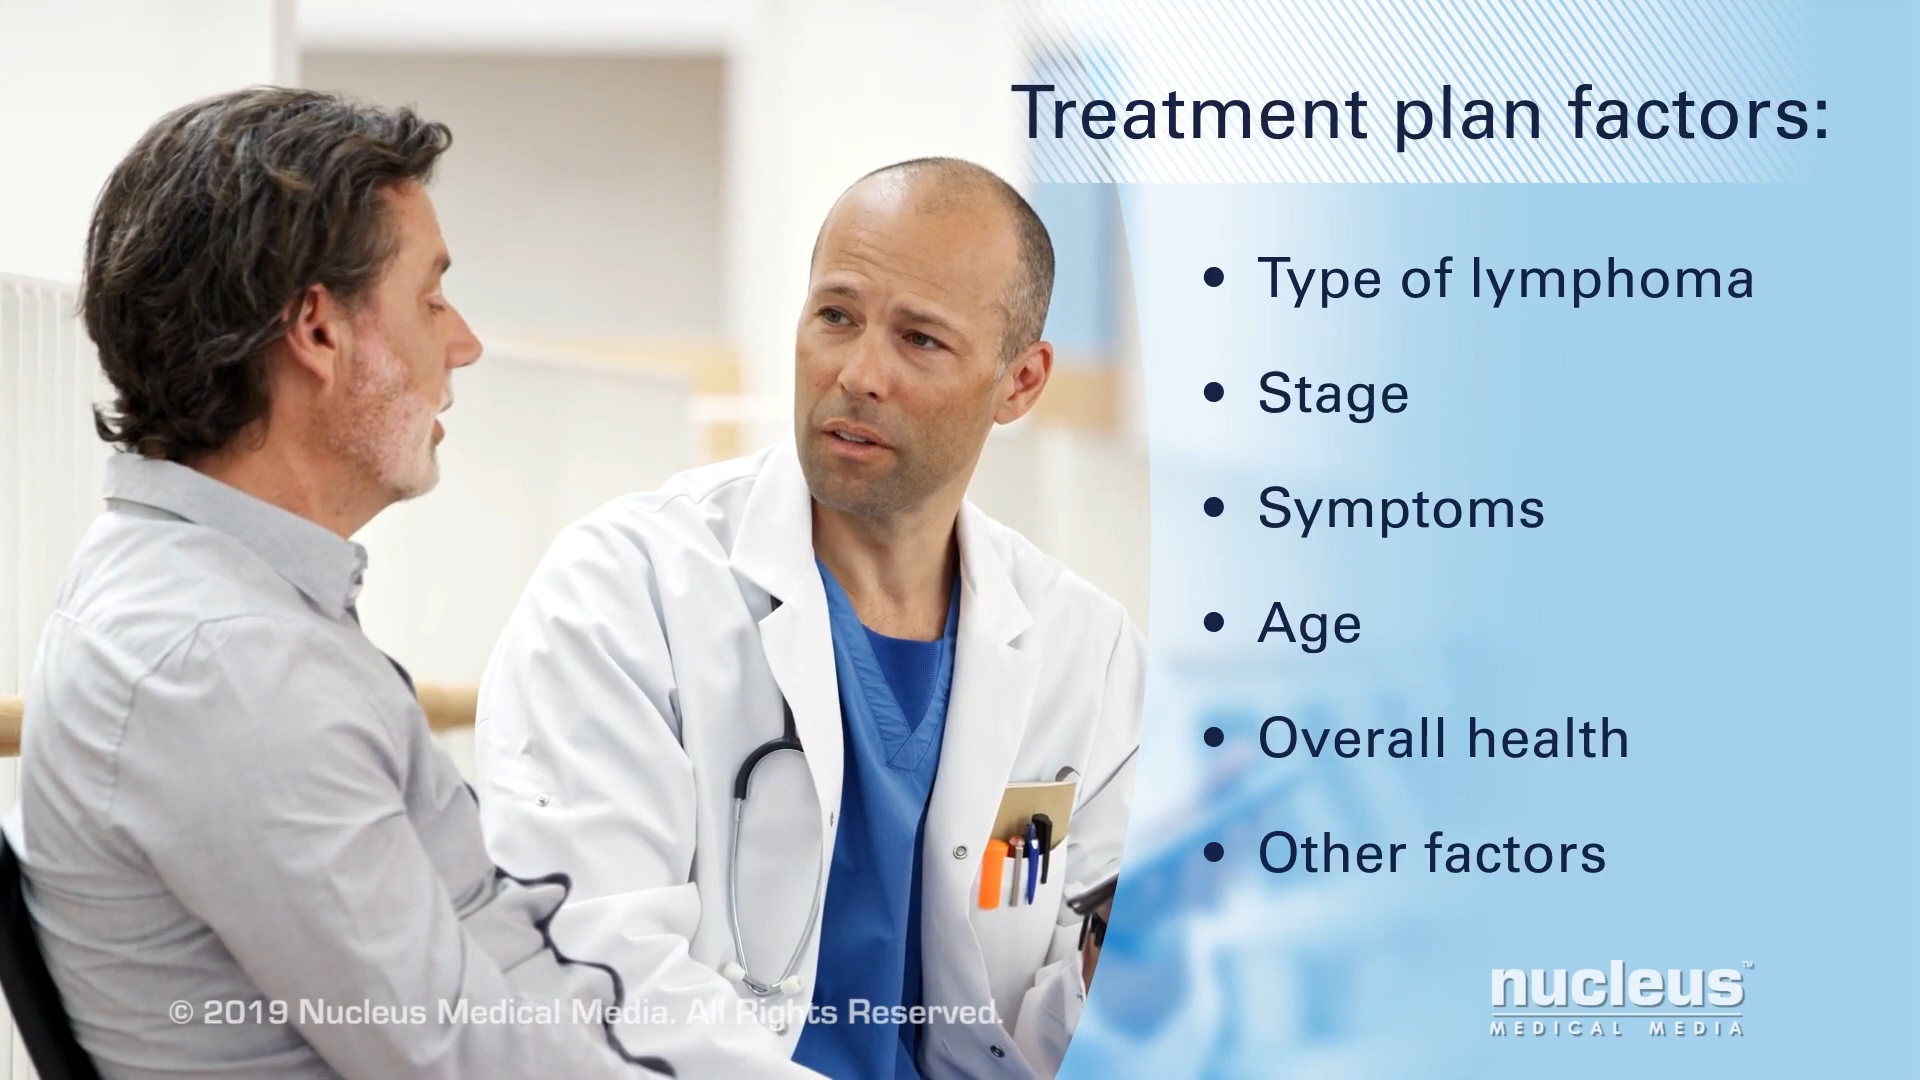 Treatment plan factors:
• Type of lymphoma
• Stage
• Symptoms
• Age
• Overall health
• Other factors
nucleus™
MEDICAL MEDIA
© 2019 Nucleus Medical Media. All Rights Reserved.